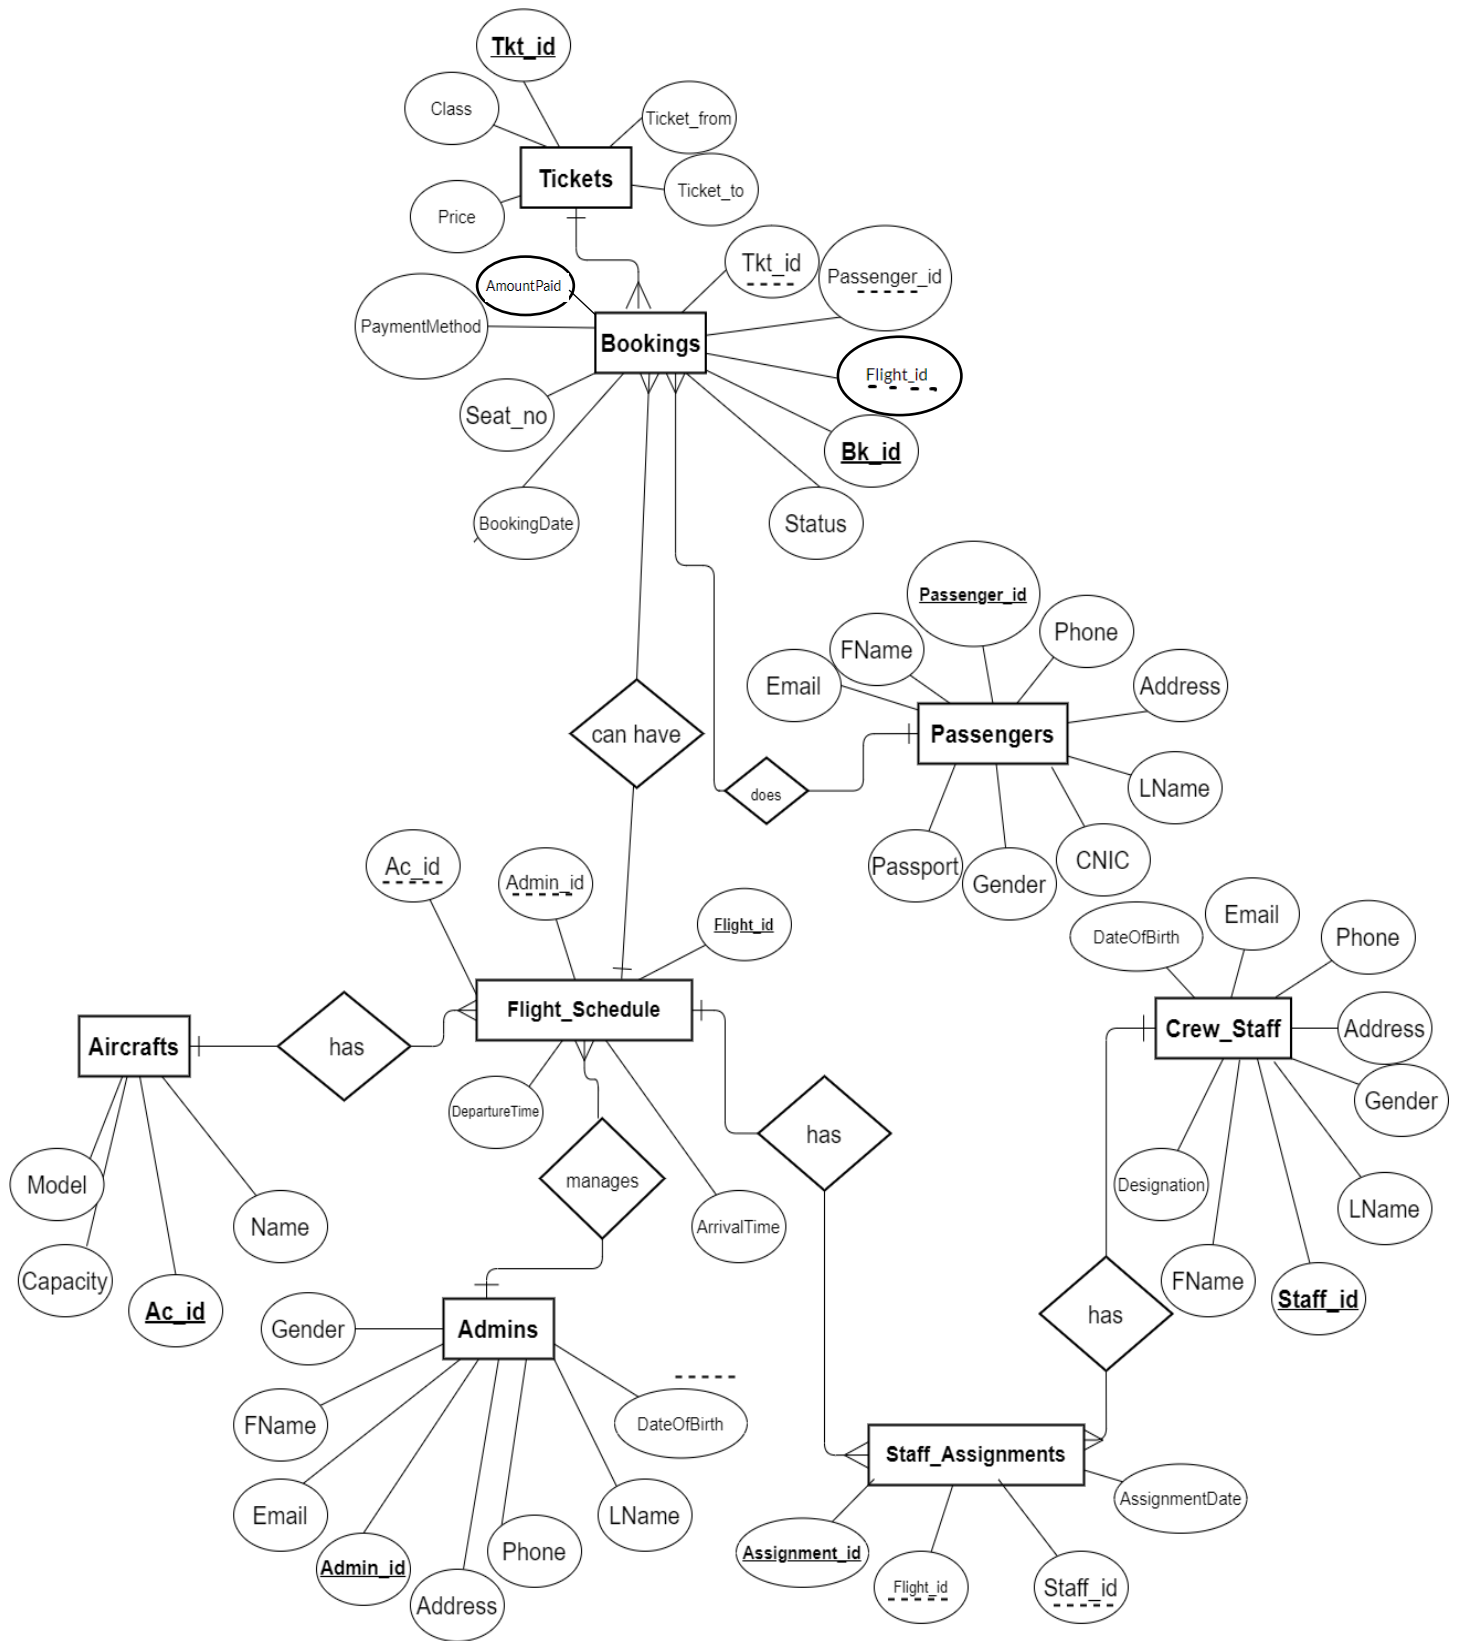 Tkt_id
Class
Ticket_from
Tickets
Ticket_to
Price
Tkt_id
Passenger_id
AmountPaid
PaymentMethod
Bookings
Flight_id
Seat_no
Bk_id
BookingDate
Status
Passenger_id
Phone
FName
Email
Address
can have
Passengers
LName
does
Ac_id
Admin_id
Passport
Gender
CNIC
Flight_id
Email
DateOfBirth
Phone
Flight_Schedule
Aircrafts
has
Crew_Staff
Address
DepartureTime
Gender
has
Model
manages
Designation
Name
ArrivalTime
LName
Capacity
Ac_id
FName
Staff_id
Gender
Admins
has
FName
DateOfBirth
Staff_Assignments
Email
LName
AssignmentDate
Admin_id
Phone
Assignment_id
Address
Flight_id
Staff_id